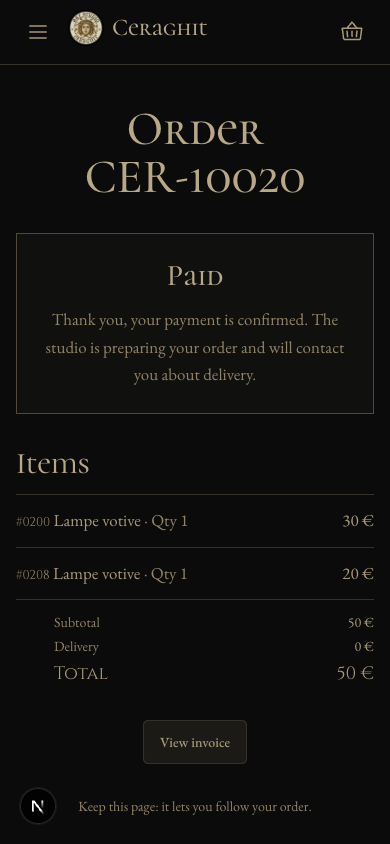 Ceraghit
Order
CER-10020
Paid
Thank you, your payment is confirmed. The
studio is preparing your order and will contact
you about delivery.
Items
#0200 Lampe votive · Qty 1 30 €
#0208 Lampe votive · Qty 1 20 €
Subtotal 50 €
Delivery 0 €
Total 50 €
View invoice
N
Keep this page: it lets you follow your order.